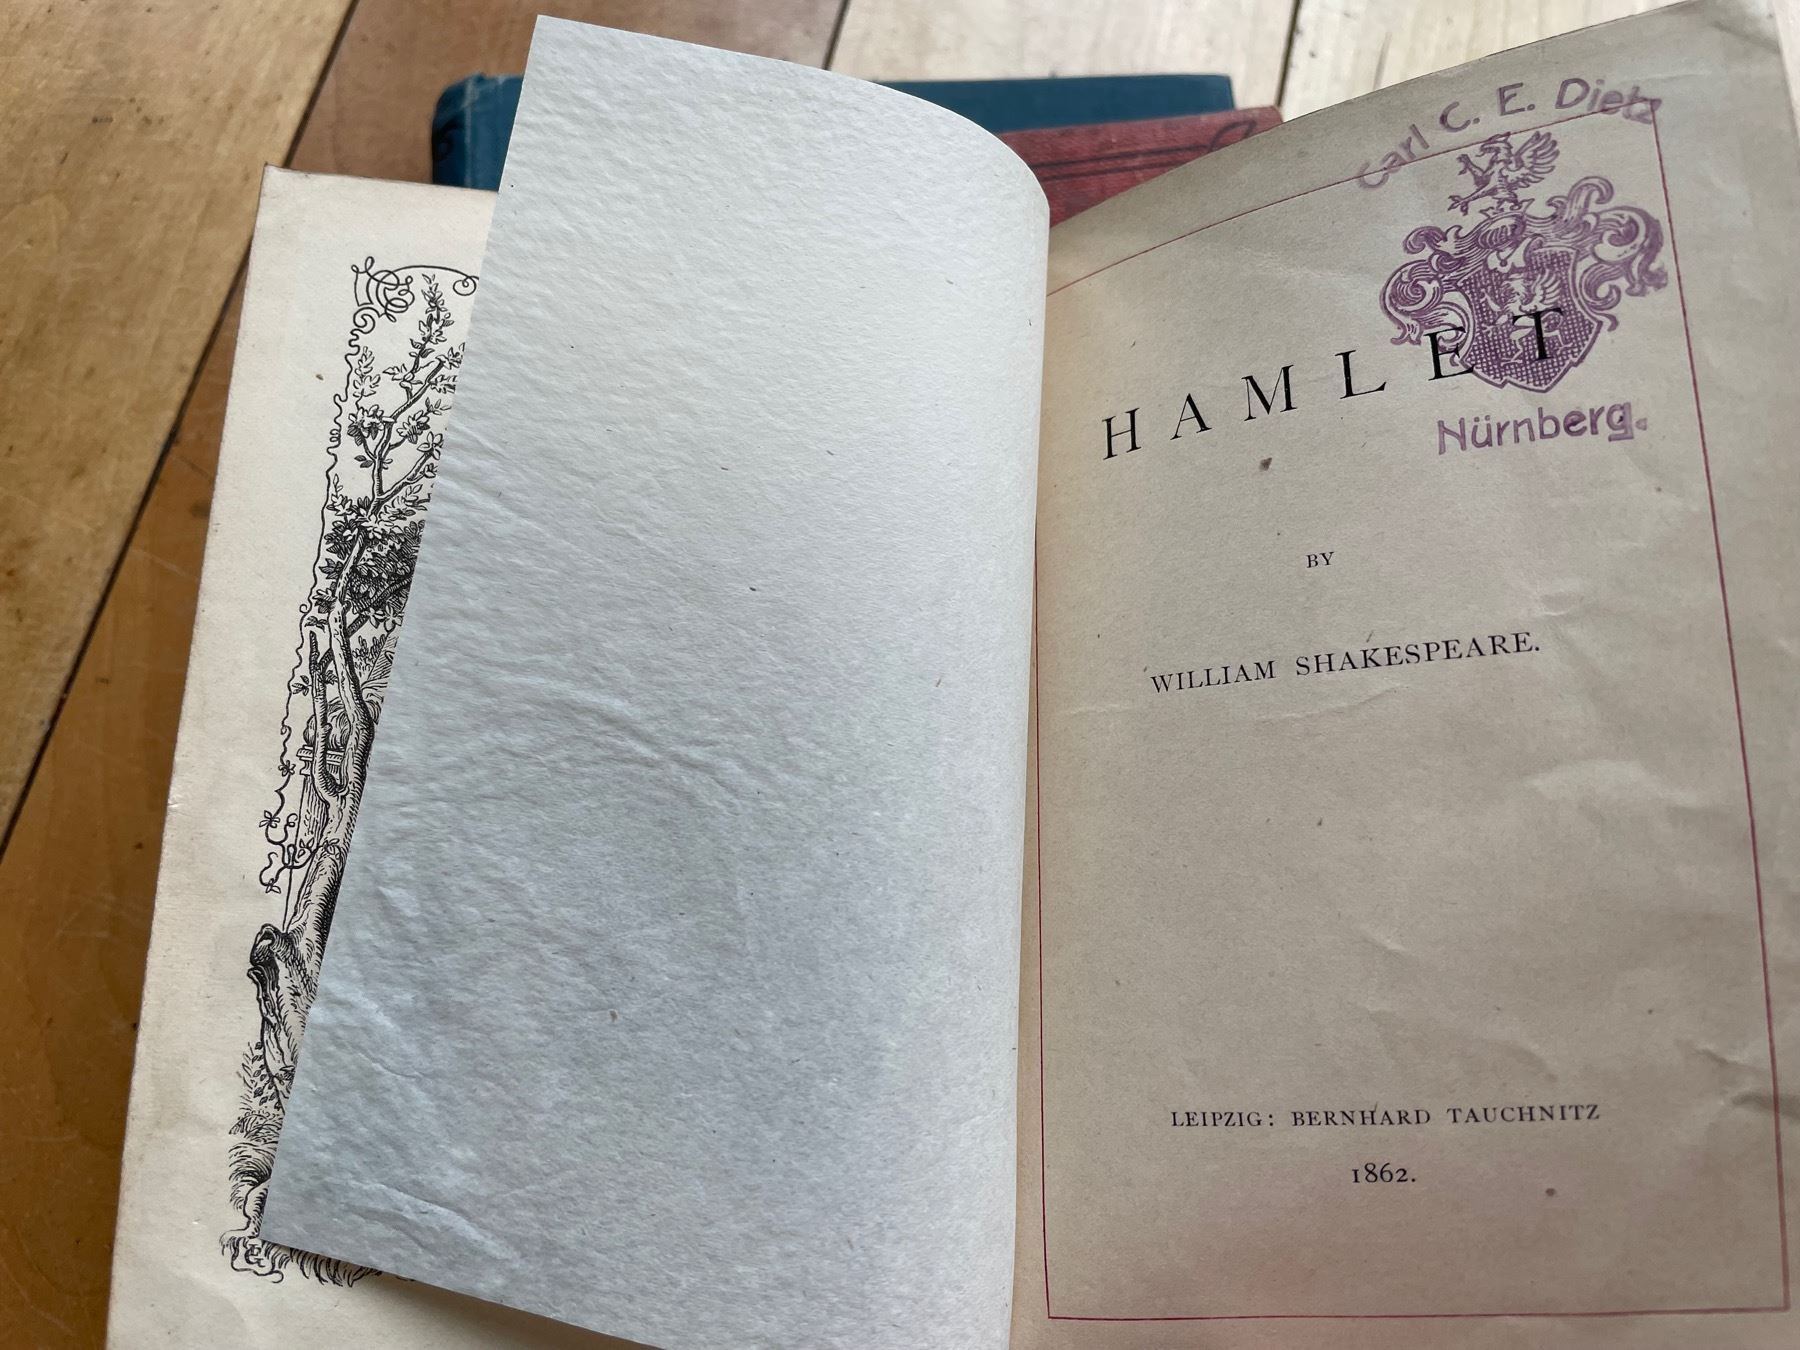 Carl C. E. Dietz
HAMLET
Nürnberg.
BY
WILLIAM SHAKESPEARE.
LEIPZIG: BERNHARD TAUCHNITZ
1862.